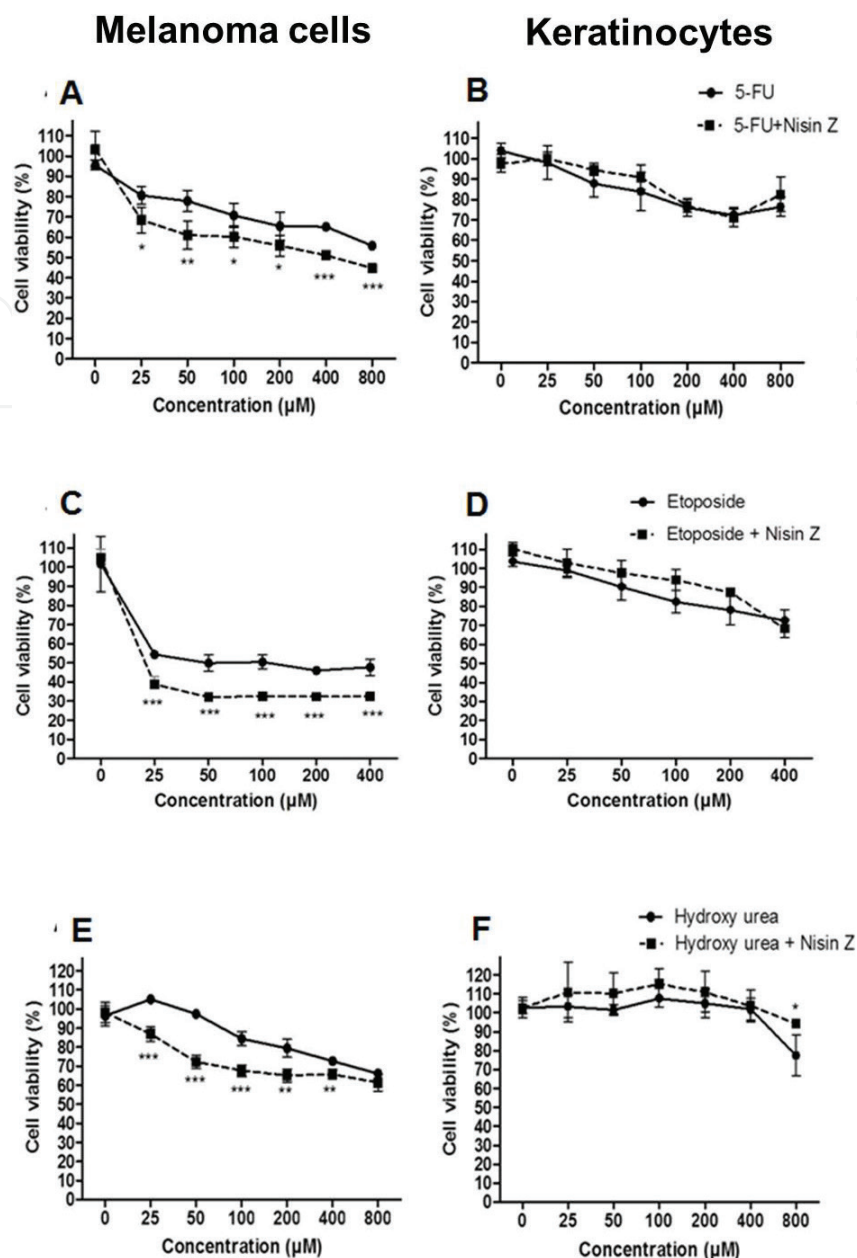 Melanoma cells
Keratinocytes
A
Cell viability (%)
110
100
90
80
70
60
50
40
30
20
10
0
*
**
*
*
***
***
0 25 50 100 200 400 800
Concentration (µM)
B
5-FU
5-FU+Nisin Z
Cell viability (%)
110
100
90
80
70
60
50
40
30
20
10
0
0 25 50 100 200 400 800
Concentration (µM)
C
Cell viability (%)
110
100
90
80
70
60
50
40
30
20
10
0
***
***
***
***
***
0 25 50 100 200 400
Concentration (µM)
D
Etoposide
Etoposide + Nisin Z
Cell viability (%)
110
100
90
80
70
60
50
40
30
20
10
0
0 25 50 100 200 400
Concentration (µM)
E
Cell viability (%)
120
110
100
90
80
70
60
50
40
30
20
10
0
***
***
***
**
**
0 25 50 100 200 400 800
Concentration (µM)
F
Hydroxy urea
Hydroxy urea + Nisin Z
Cell viability (%)
120
110
100
90
80
70
60
50
40
30
20
10
0
*
0 25 50 100 200 400 800
Concentration (µM)